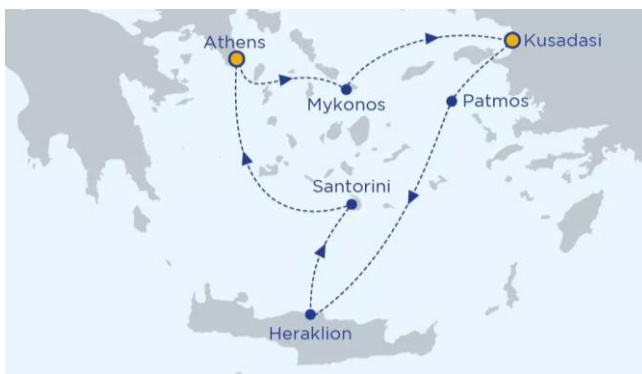 Athens
Kusadasi
Mykonos
Patmos
Santorini
Heraklion